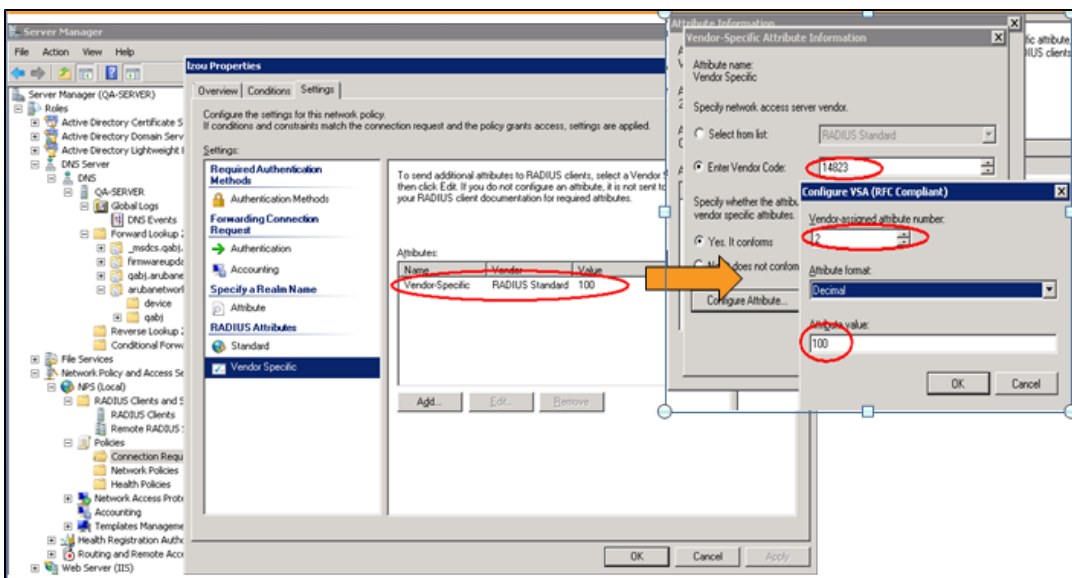 Server Manager
File Action View Help
Server Manager (QA-SERVER)
Roles
Active Directory Certificate S
Active Directory Domain Serv
Active Directory Lightweight
DNS Server
DNS
QA-SERVER
Global Logs
DNS Events
Forward Lookup
_msdcs.qabj.
firmwareupda
qabj.arubane
arubanetworl
device
qabj
Reverse Lookup
Conditional Forw
File Services
Network Policy and Access Se
NPS (Local)
RADIUS Clients and S
RADIUS Clients
Remote RADIUS
Policies
Connection Requ
Network Policies
Health Policies
Network Access Prote
Accounting
Templates Manageme
Health Registration Autho
Routing and Remote Acce
Web Server (IIS)
Izou Properties
Overview Conditions Settings
Configure the settings for this network policy.
If conditions and constraints match the connection request and the policy grants access, settings are applied.
Settings:
Required Authentication
Methods
Authentication Methods
Forwarding Connection
Request
Authentication
Accounting
Specify a Realm Name
Attribute
RADIUS Attributes
Standard
Vendor Specific
To send additional attributes to RADIUS clients, select a Vendor S
then click Edit. If you do not configure an attribute, it is not sent to
your RADIUS client documentation for required attributes.
Attributes:
Name Vendor Value
Vendor-Specific RADIUS Standard 100
Add... Edit... Remove
OK Cancel Apply
Attribute Information
Vendor-Specific Attribute Information
fic attribute,
DIUS clients
Attribute name:
Vendor Specific
Specify network access server vendor.
Select from list: RADIUS Standard
Enter Vendor Code: 14823
Specify whether the attribu
vendor specific attributes.
Yes. It conforms
does not conform
Configure Attribute...
Configure VSA (RFC Compliant)
Vendor-assigned attribute number:
2
Attribute format:
Decimal
Attribute value:
100
OK Cancel